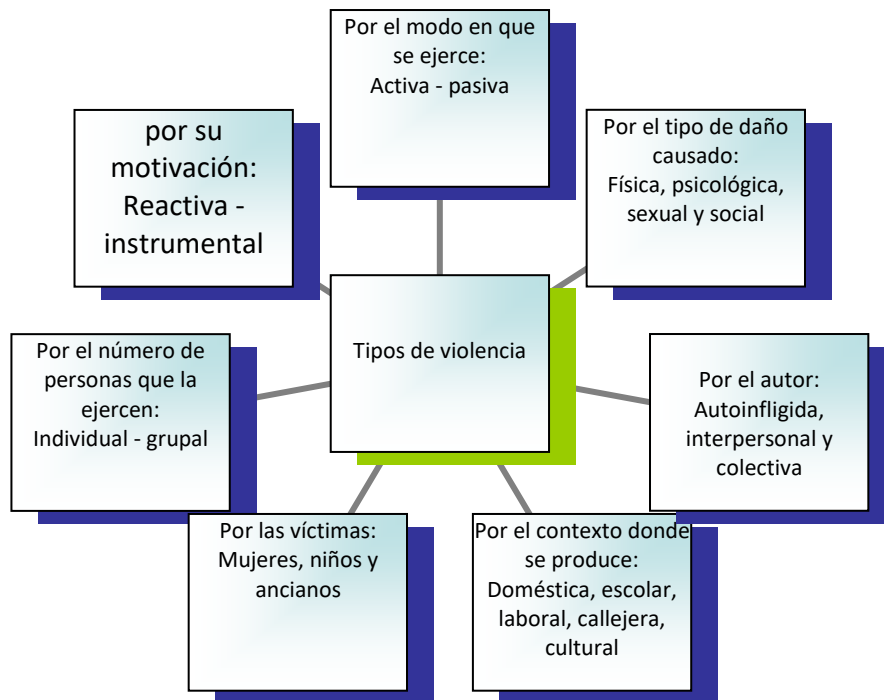 Por el modo en que
se ejerce:
Activa - pasiva
Por el tipo de daño
causado:
Física, psicológica,
sexual y social
por su
motivación:
Reactiva -
instrumental
Tipos de violencia
Por el número de
personas que la
ejercen:
Individual - grupal
Por el autor:
Autoinfligida,
interpersonal y
colectiva
Por las víctimas:
Mujeres, niños y
ancianos
Por el contexto donde
se produce:
Doméstica, escolar,
laboral, callejera,
cultural